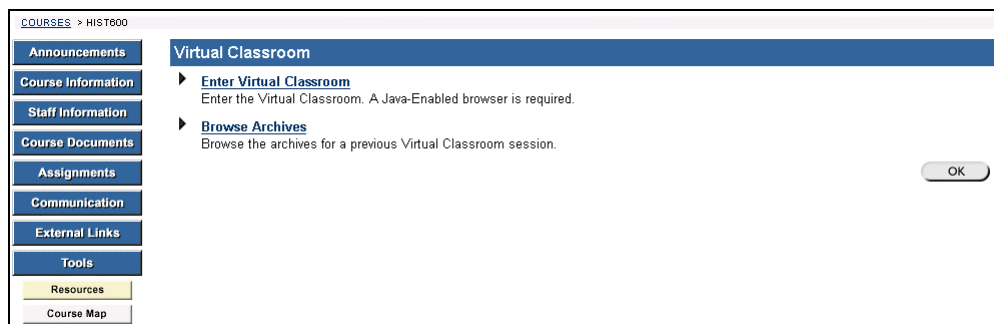 COURSES > HIST600
Announcements
Course Information
Staff Information
Course Documents
Assignments
Communication
External Links
Tools
Resources
Course Map
Virtual Classroom
Enter Virtual Classroom
Enter the Virtual Classroom. A Java-Enabled browser is required.
Browse Archives
Browse the archives for a previous Virtual Classroom session.
OK